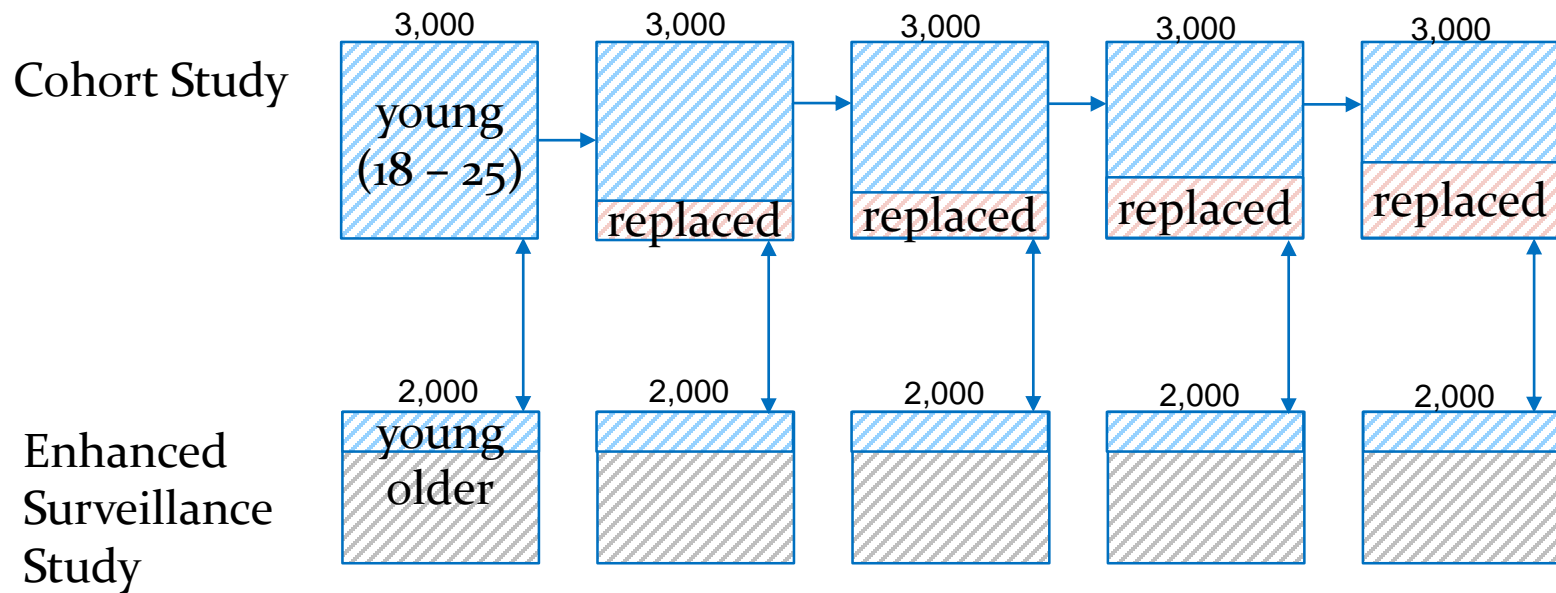 3,000
3,000
3,000
3,000
3,000
Cohort Study
young
(18 – 25)
replaced
replaced
replaced
replaced
2,000
2,000
2,000
2,000
2,000
Enhanced
Surveillance
Study
young
older